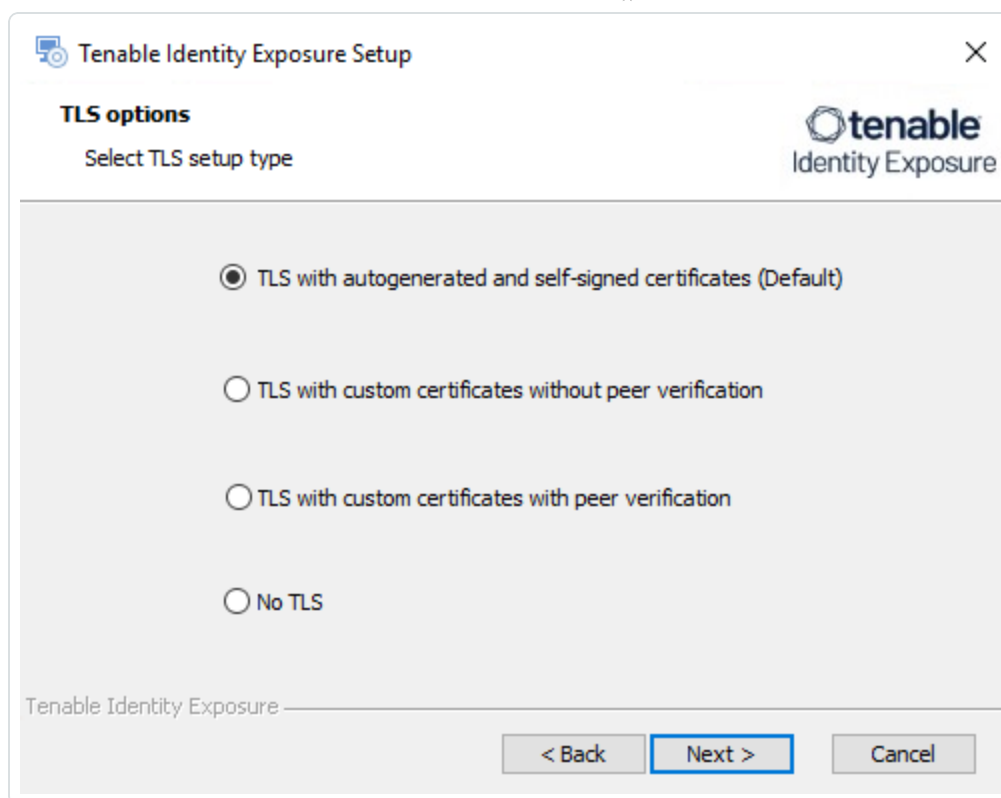 Tenable Identity Exposure Setup
TLS options
Select TLS setup type
tenable
Identity Exposure
TLS with autogenerated and self-signed certificates (Default)
TLS with custom certificates without peer verification
TLS with custom certificates with peer verification
No TLS
Tenable Identity Exposure
< Back Next > Cancel